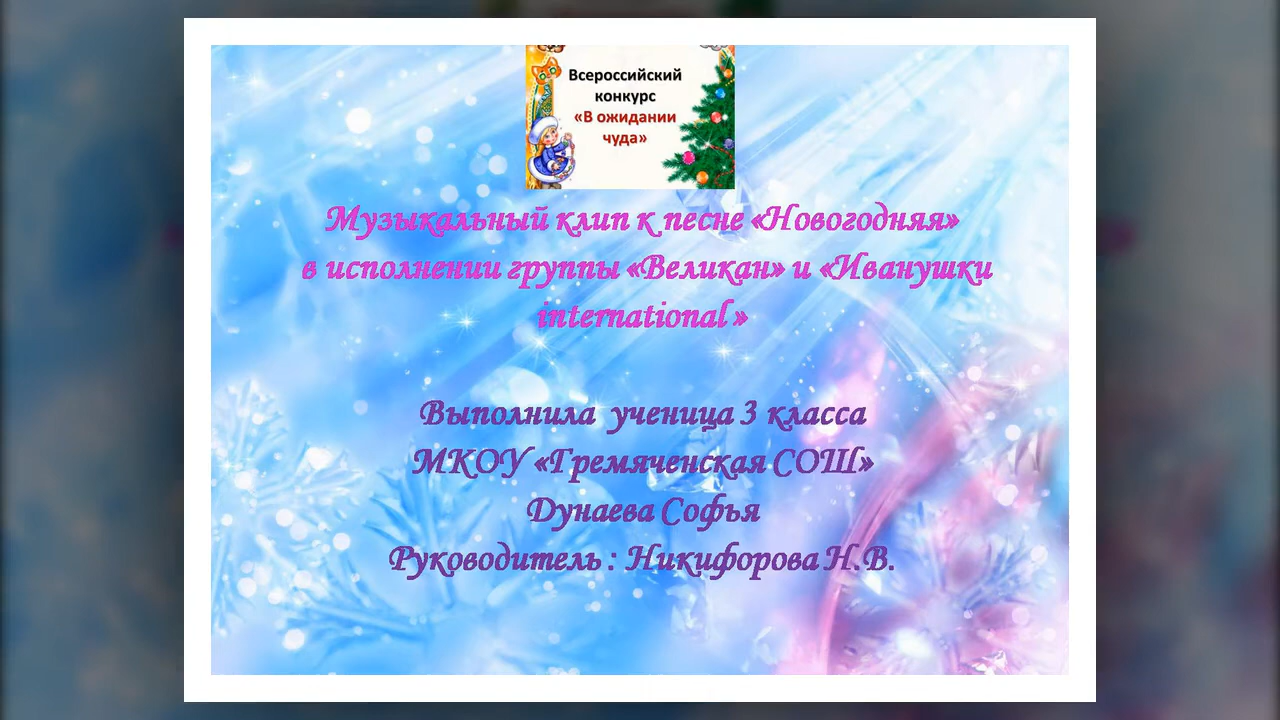 Всероссийский
конкурс
«В ожидании
чуда»
Музыкальный клип к песне «Новогодняя»
в исполнении группы «Великан» и «Иванушки
international»
Выполнила ученица 3 класса
МКОУ «Гремяченская СОШ»
Дунаева Софья
Руководитель : Никифорова Н.В.